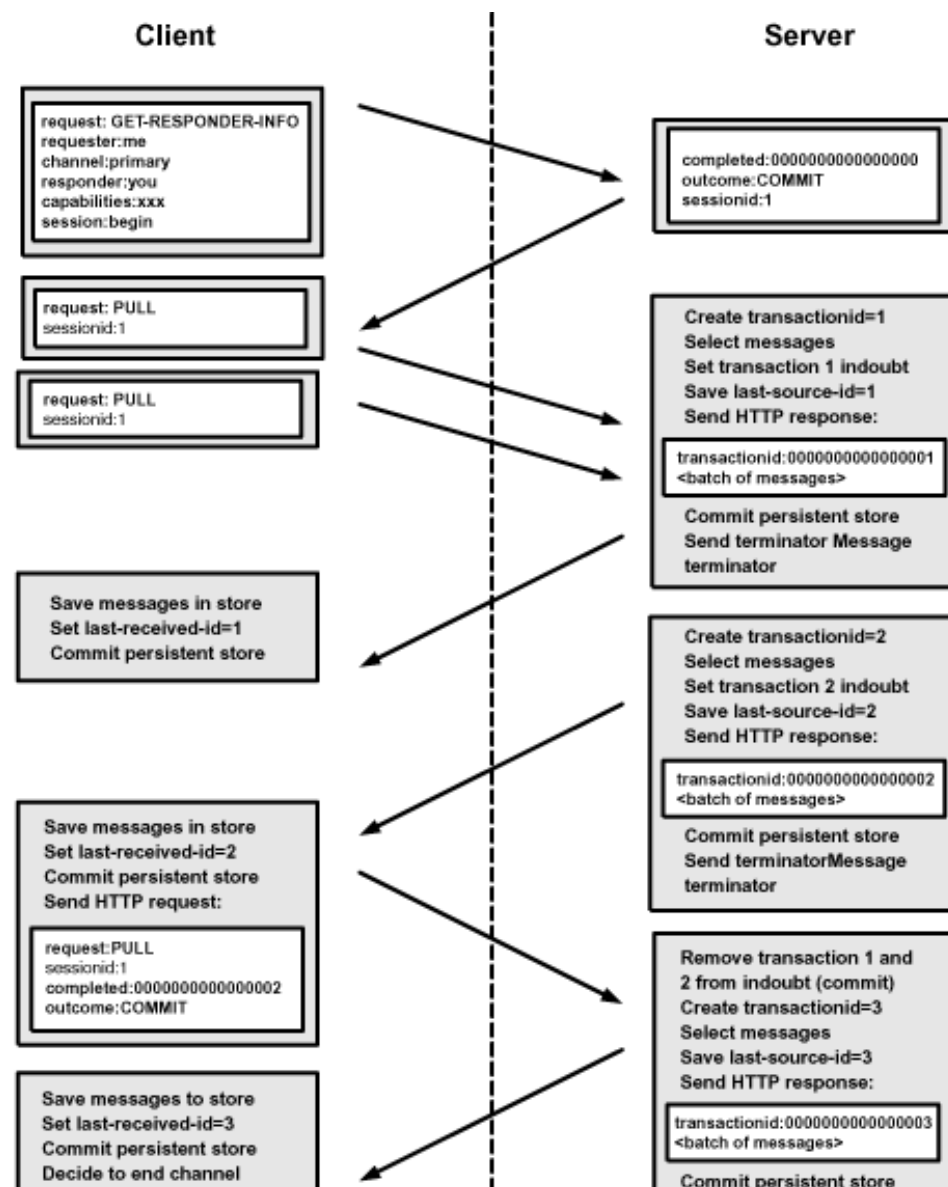 Client
Server
request: GET-RESPONDER-INFO
requester:me
channel:primary
responder:you
capabilities:xxx
session:begin
completed:0000000000000000
outcome:COMMIT
sessionid:1
request: PULL
sessionid:1
request: PULL
sessionid:1
Create transactionid=1
Select messages
Set transaction 1 indoubt
Save last-source-id=1
Send HTTP response:
transactionid:0000000000000001
<batch of messages>
Commit persistent store
Send terminator Message
terminator
Save messages in store
Set last-received-id=1
Commit persistent store
Create transactionid=2
Select messages
Set transaction 2 indoubt
Save last-source-id=2
Send HTTP response:
transactionid:0000000000000002
<batch of messages>
Commit persistent store
Send terminatorMessage
terminator
Save messages in store
Set last-received-id=2
Commit persistent store
Send HTTP request:
request:PULL
sessionid:1
completed:0000000000000002
outcome:COMMIT
Remove transaction 1 and
2 from indoubt (commit)
Create transactionid=3
Select messages
Save last-source-id=3
Send HTTP response:
transactionid:0000000000000003
<batch of messages>
Commit persistent store
Save messages to store
Set last-received-id=3
Commit persistent store
Decide to end channel